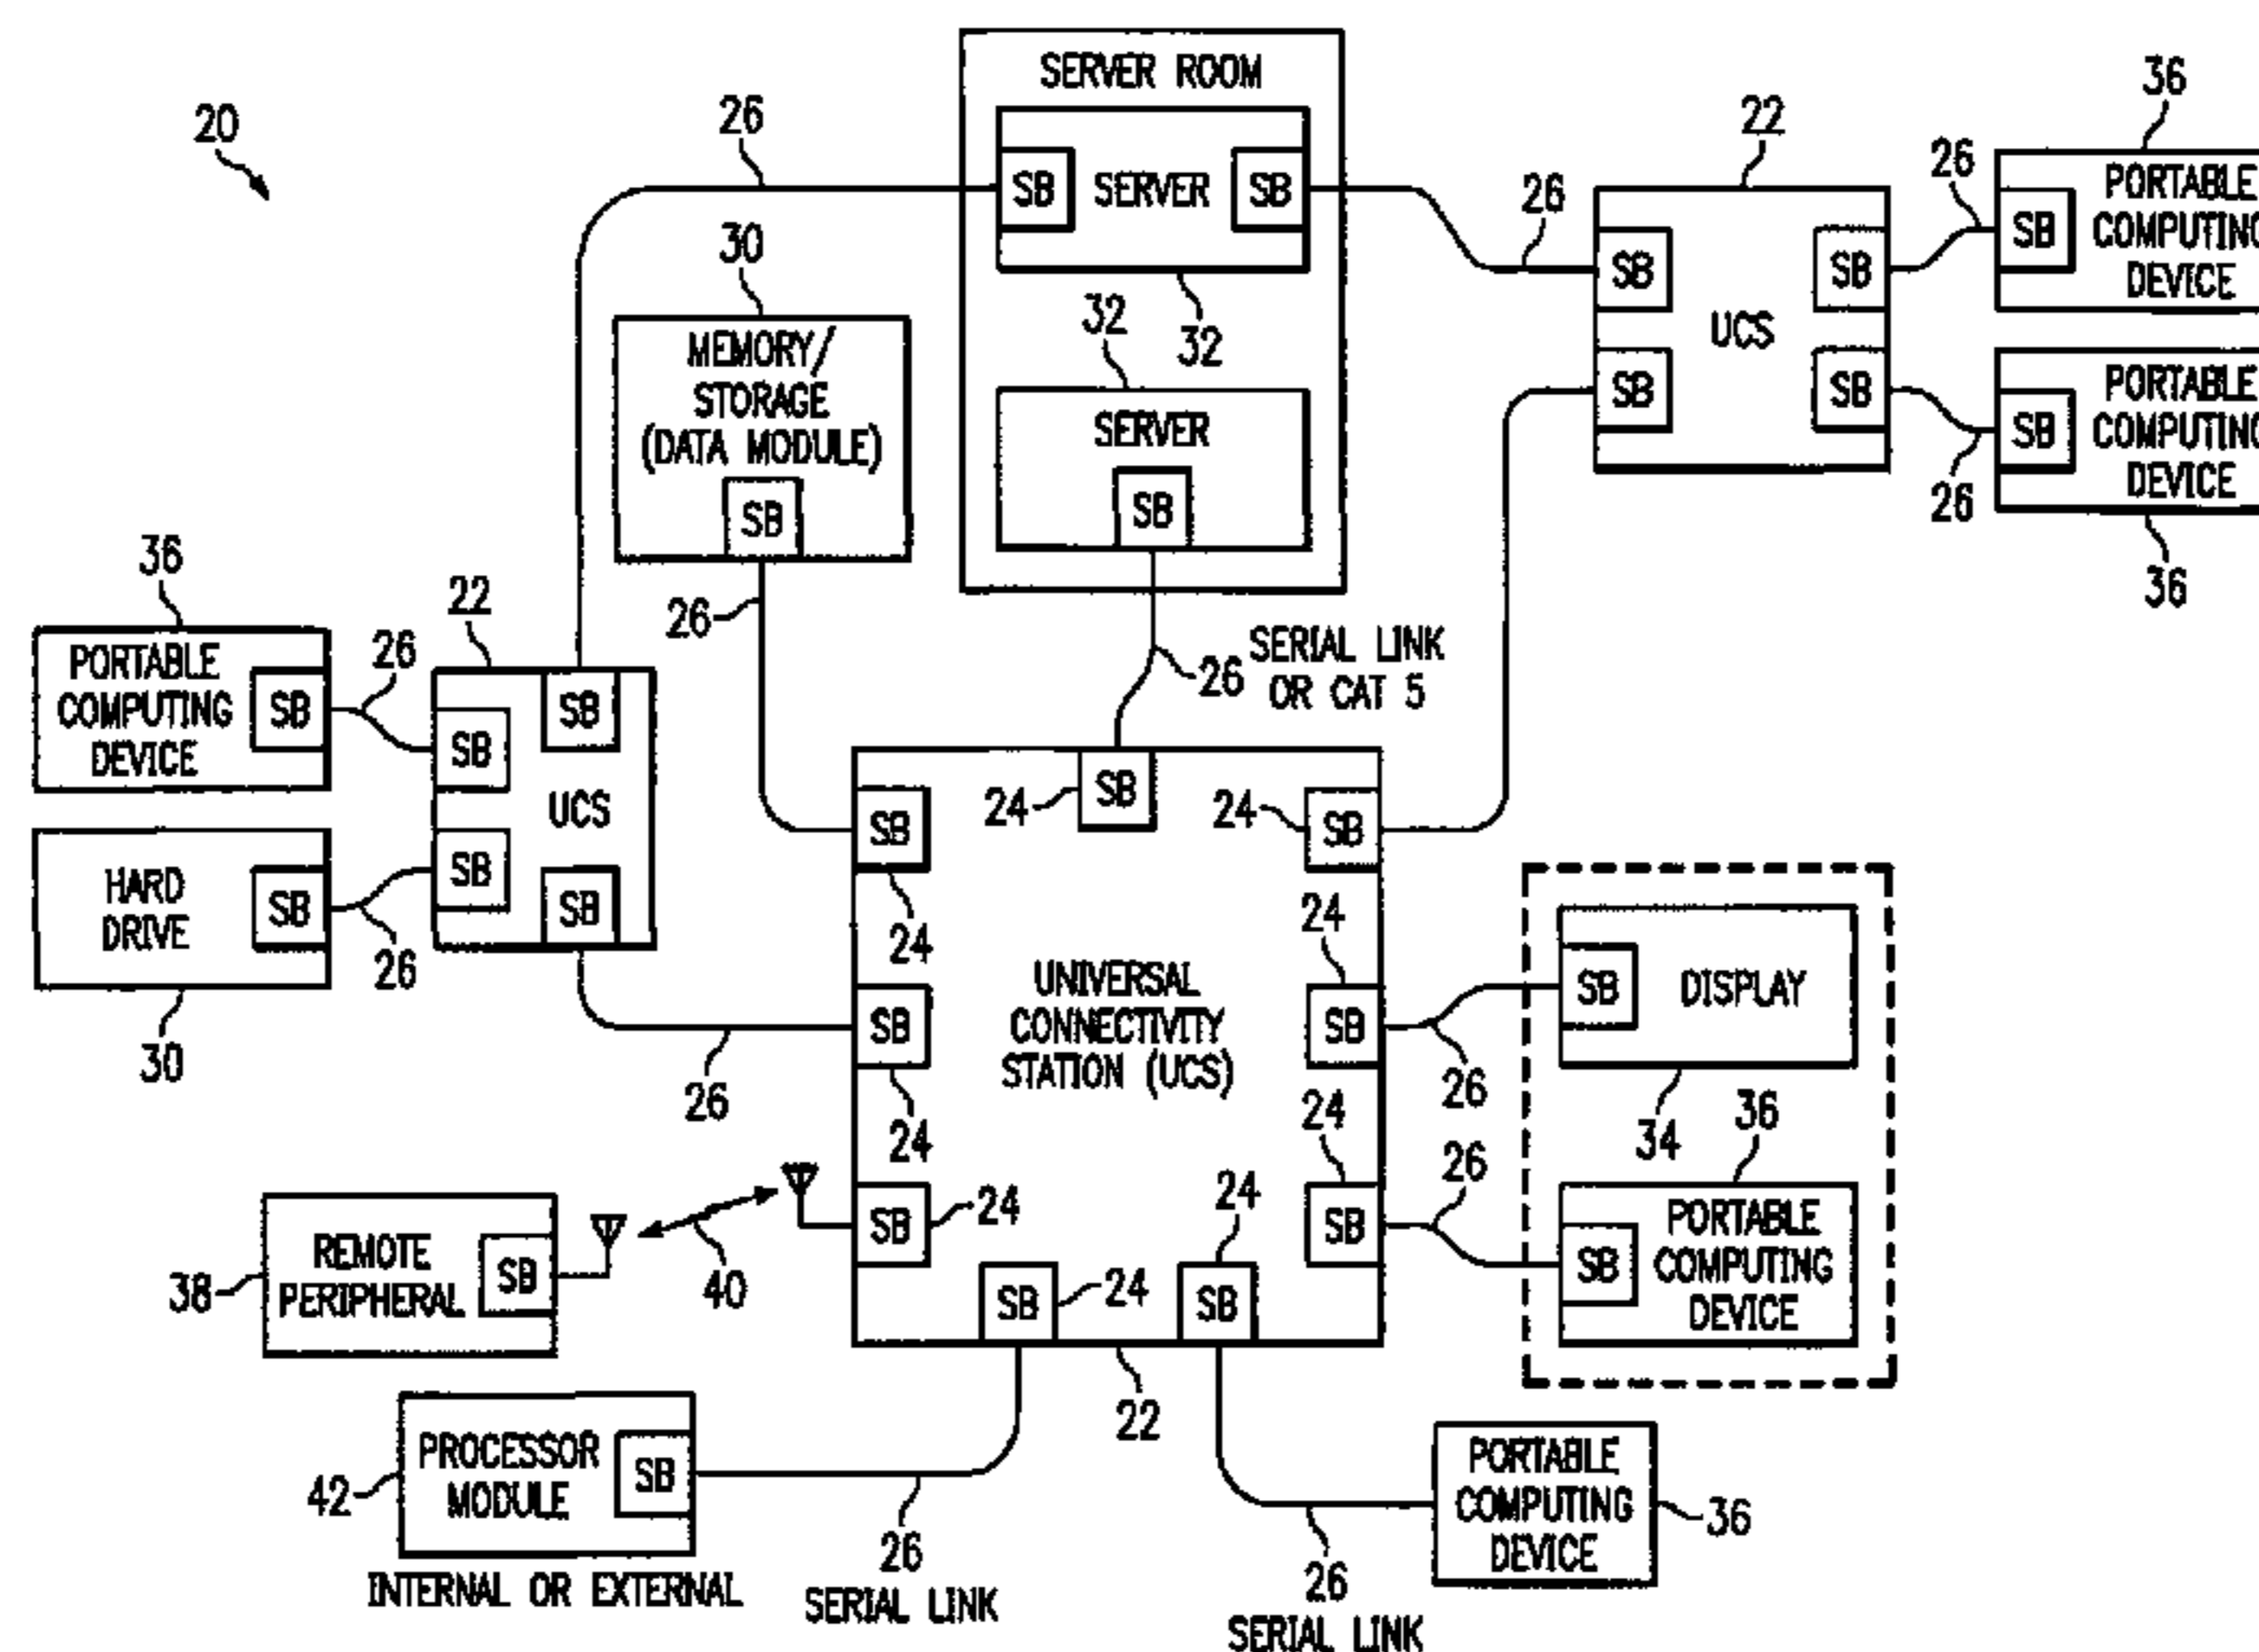 SERVER ROOM
20
26
SB
SERVER
SB
32
30
MEMORY/
STORAGE
(DATA MODULE)
SB
26
32
SERVER
SB
26
SERIAL LINK
OR CAT 5
26
22
SB
SB
UCS
SB
SB
26
36
SB
PORTABLE
COMPUTING
DEVICE
26
SB
PORTABLE
COMPUTING
DEVICE
36
36
PORTABLE
COMPUTING
DEVICE
SB
26
22
SB
SB
UCS
SB
SB
HARD
DRIVE
SB
26
30
26
24
SB
24
SB
SB
24
24
SB
UNIVERSAL
CONNECTIVITY
STATION (UCS)
SB
24
SB
24
24
SB
24
SB
24
SB
24
22
26
SB
DISPLAY
34
26
36
SB
PORTABLE
COMPUTING
DEVICE
REMOTE
PERIPHERAL
SB
38
40
PROCESSOR
MODULE
SB
42
INTERNAL OR EXTERNAL
26
SERIAL LINK
26
SERIAL LINK
PORTABLE
COMPUTING
DEVICE
36